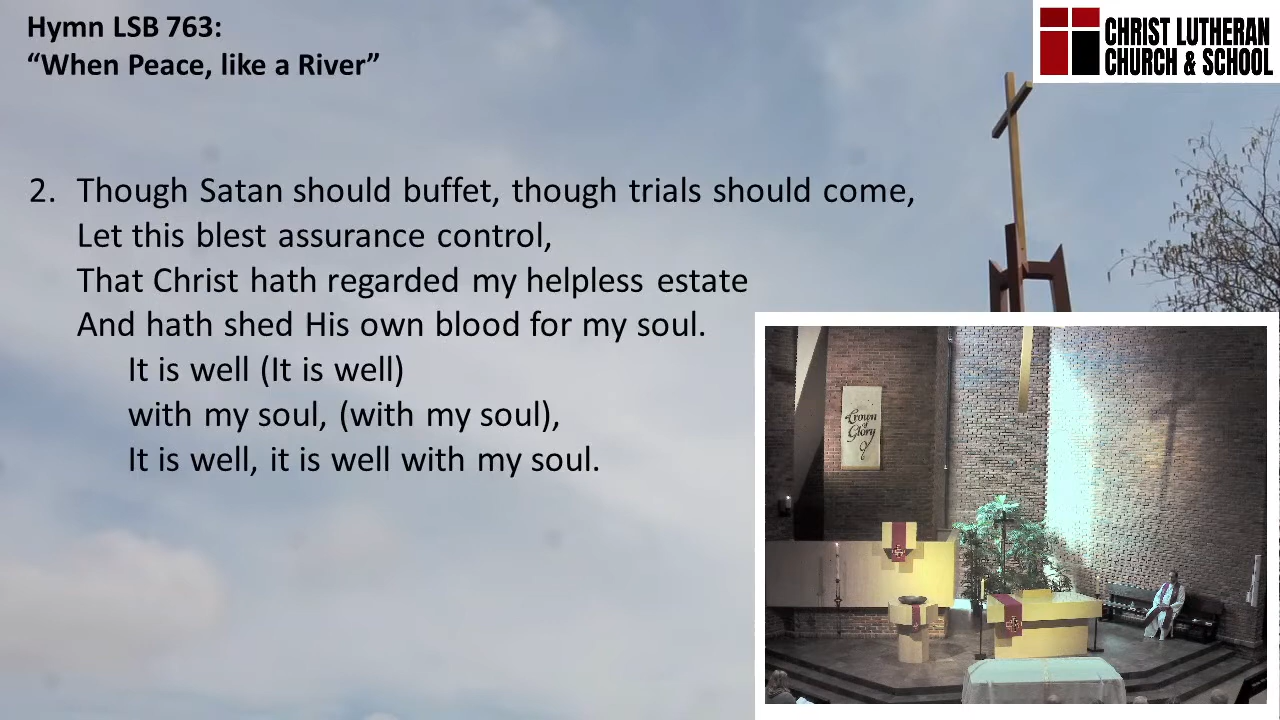 Hymn LSB 763:
“When Peace, like a River”
CHRIST LUTHERAN
CHURCH & SCHOOL
2. Though Satan should buffet, though trials should come,
Let this blest assurance control,
That Christ hath regarded my helpless estate
And hath shed His own blood for my soul.
It is well (It is well)
with my soul, (with my soul),
It is well, it is well with my soul.
Crown
of
Glory